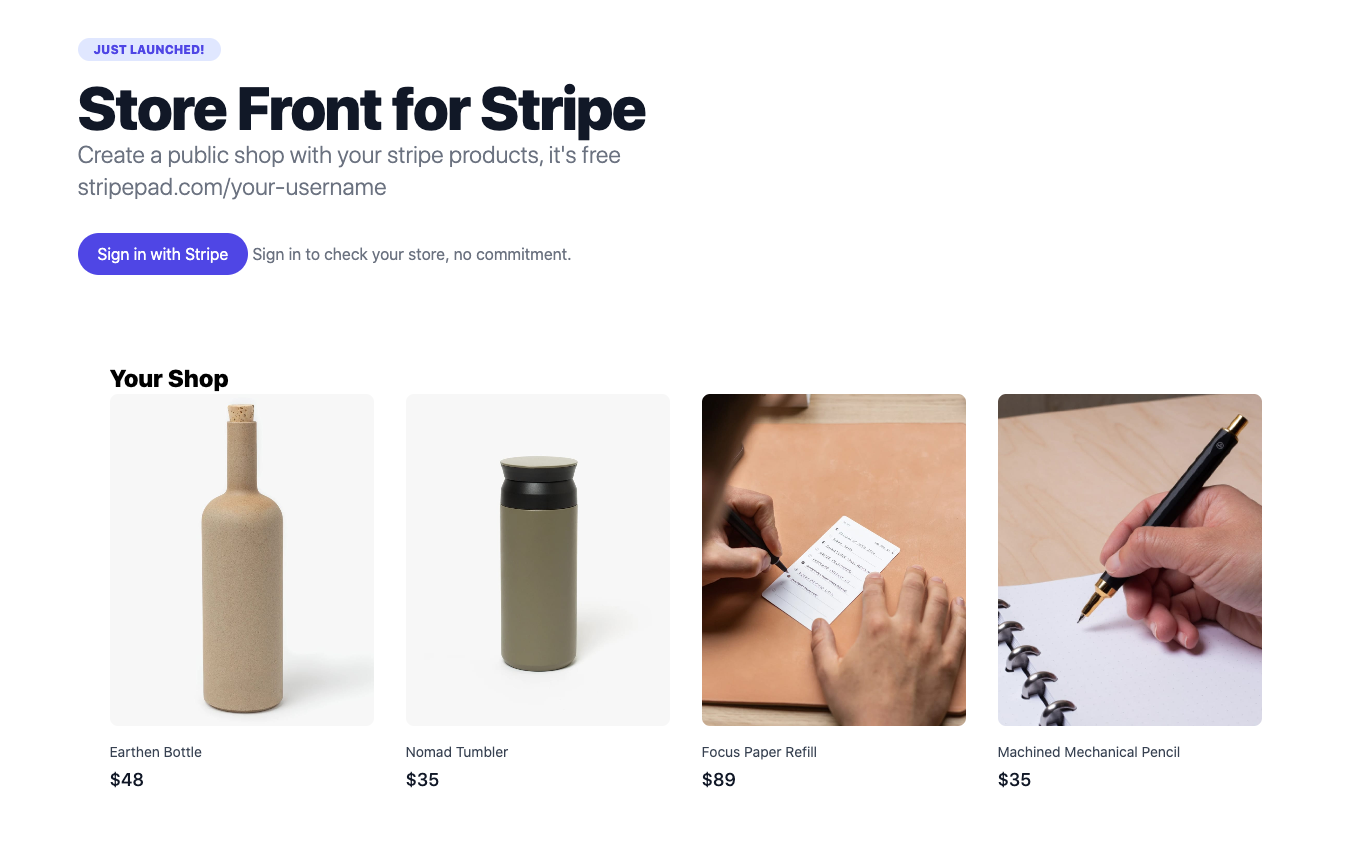 JUST LAUNCHED!
Store Front for Stripe
Create a public shop with your stripe products, it's free
stripepad.com/your-username
Sign in with Stripe Sign in to check your store, no commitment.
Your Shop
Earthen Bottle
$48
Nomad Tumbler
$35
Focus Paper Refill
$89
Machined Mechanical Pencil
$35